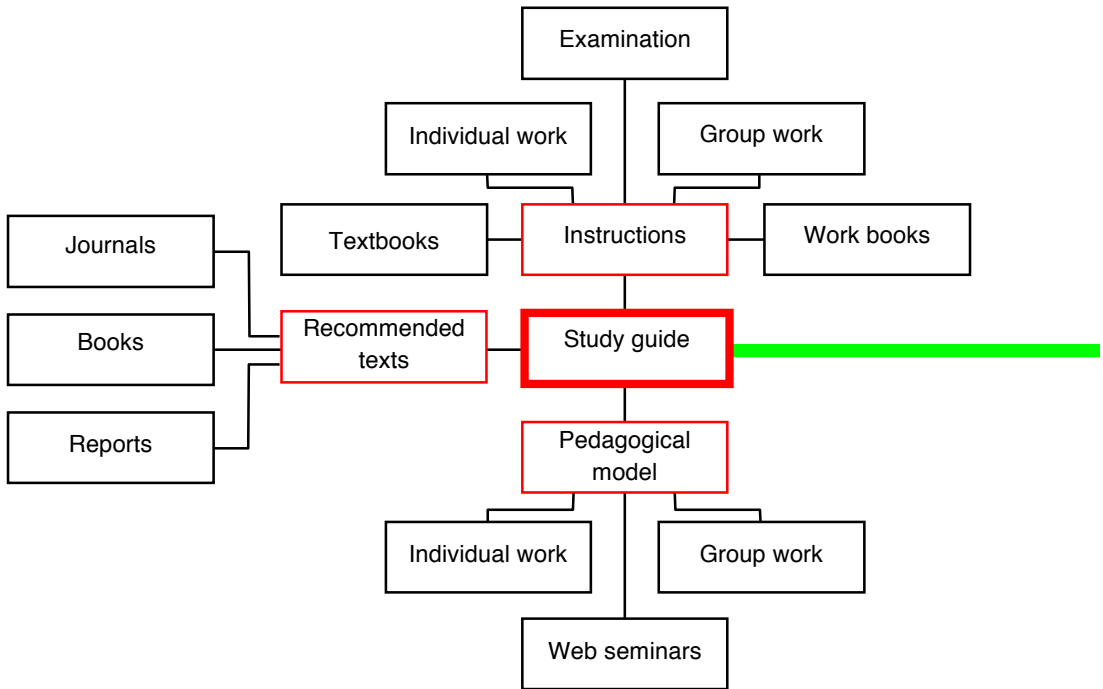 Examination
Individual work
Group work
Journals
Textbooks
Instructions
Work books
Books
Recommended
texts
Study guide
Reports
Pedagogical
model
Individual work
Group work
Web seminars